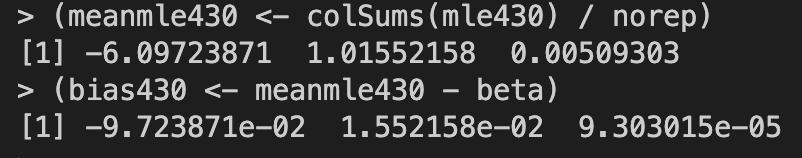 > (meanmle430 <- colSums(mle430) / norep)
[1] -6.09723871  1.01552158  0.00509303
> (bias430 <- meanmle430 - beta)
[1] -9.723871e-02  1.552158e-02  9.303015e-05